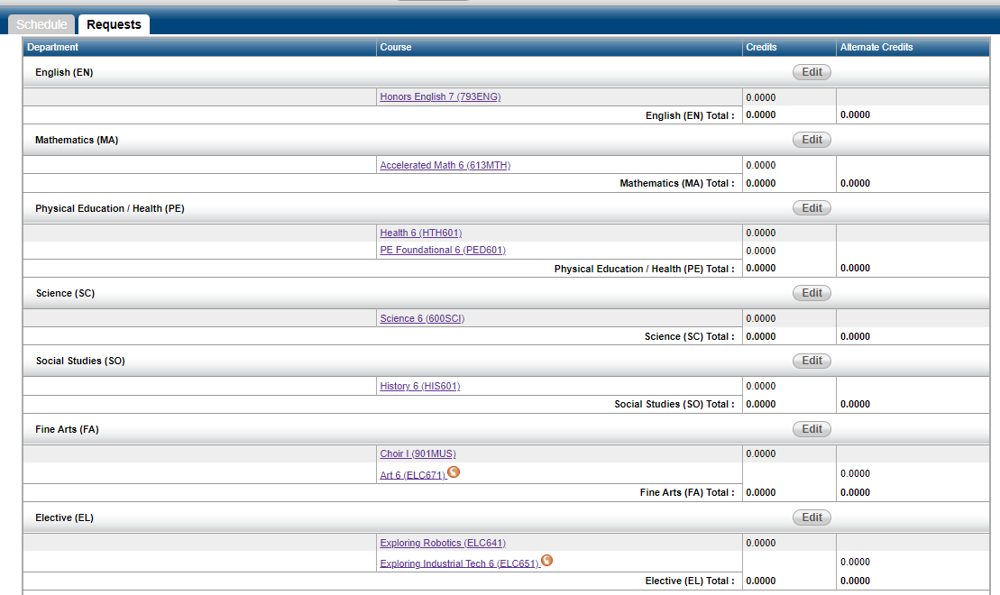 Schedule Requests
Department Course Credits Alternate Credits
English (EN) Edit
Honors English 7 (793ENG) 0.0000
English (EN) Total : 0.0000 0.0000
Mathematics (MA) Edit
Accelerated Math 6 (613MTH) 0.0000
Mathematics (MA) Total : 0.0000 0.0000
Physical Education / Health (PE) Edit
Health 6 (HTH601) 0.0000
PE Foundational 6 (PED601) 0.0000
Physical Education / Health (PE) Total : 0.0000 0.0000
Science (SC) Edit
Science 6 (600SCI) 0.0000
Science (SC) Total : 0.0000 0.0000
Social Studies (SO) Edit
History 6 (HIS601) 0.0000
Social Studies (SO) Total : 0.0000 0.0000
Fine Arts (FA) Edit
Choir I (901MUS) 0.0000
Art 6 (ELC671) 0.0000
Fine Arts (FA) Total : 0.0000 0.0000
Elective (EL) Edit
Exploring Robotics (ELC641) 0.0000
Exploring Industrial Tech 6 (ELC651) 0.0000
Elective (EL) Total : 0.0000 0.0000